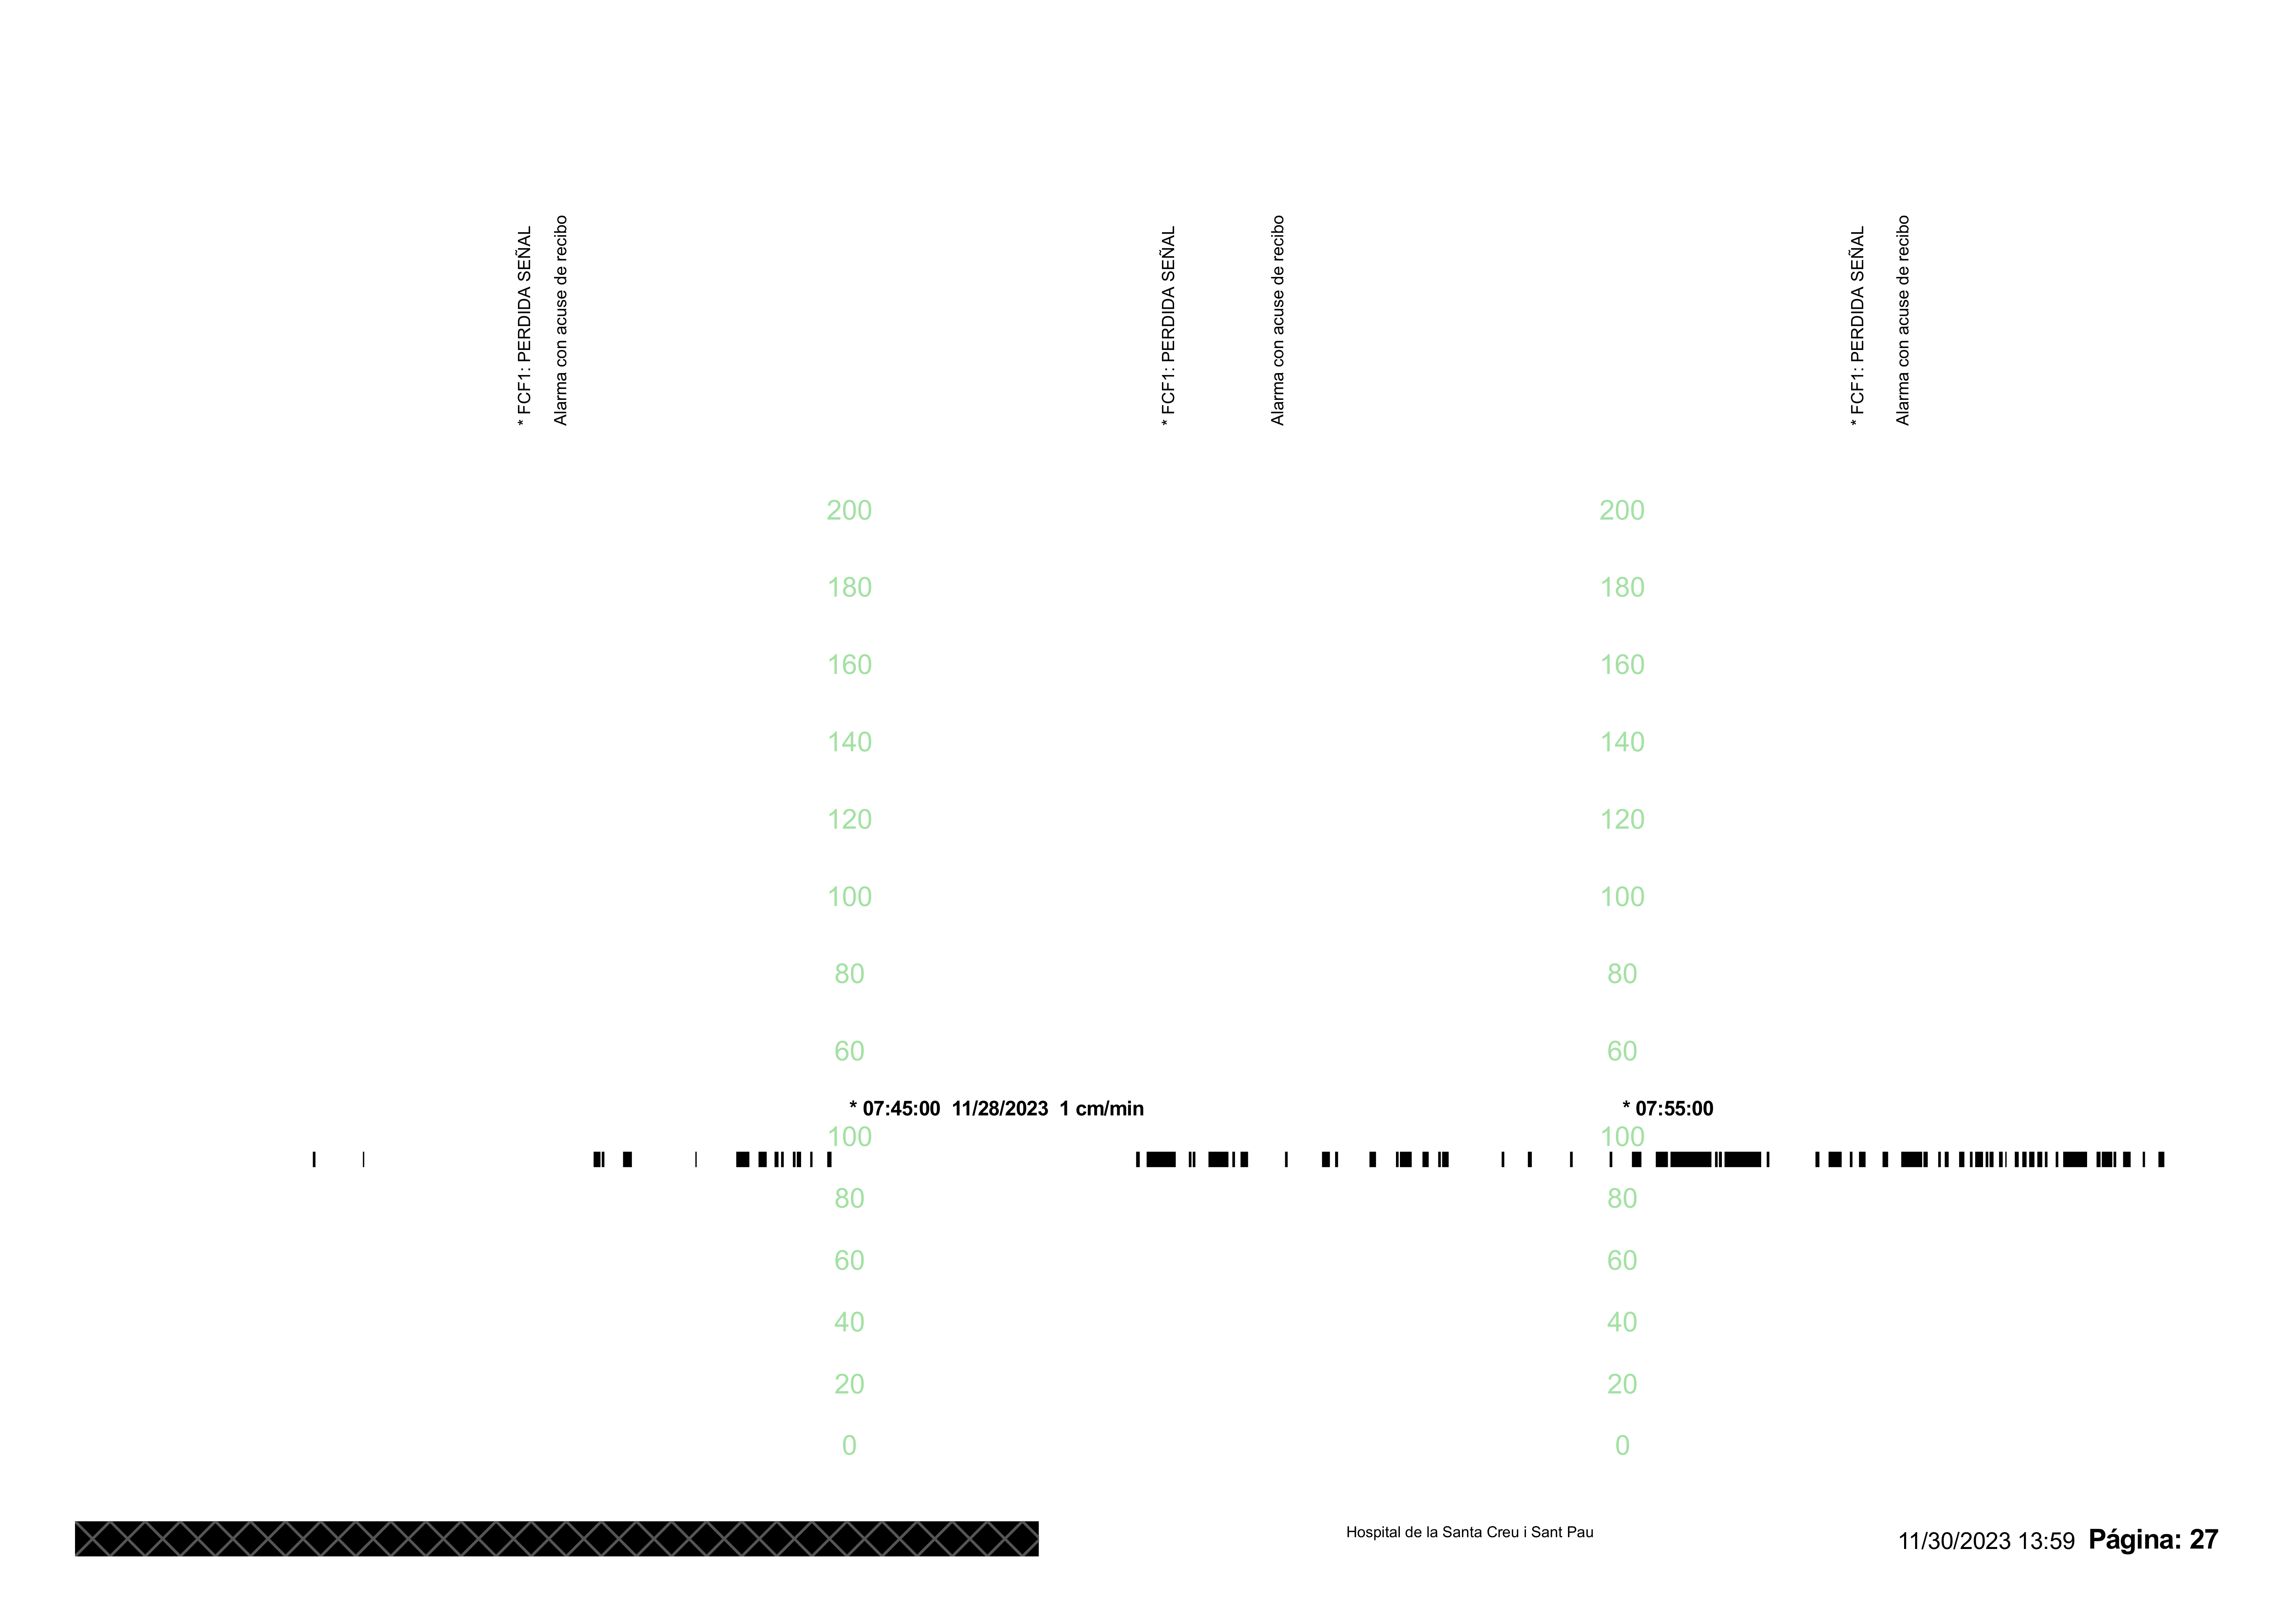 * FCF1: PERDIDA SEÑAL
Alarma con acuse de recibo
* FCF1: PERDIDA SEÑAL
Alarma con acuse de recibo
* FCF1: PERDIDA SEÑAL
Alarma con acuse de recibo
200 200
180 180
160 160
140 140
120 120
100 100
80 80
60 60
* 07:45:00 11/28/2023 1 cm/min * 07:55:00
100 100
80 80
60 60
40 40
20 20
0 0
Hospital de la Santa Creu i Sant Pau
11/30/2023 13:59 Página: 27